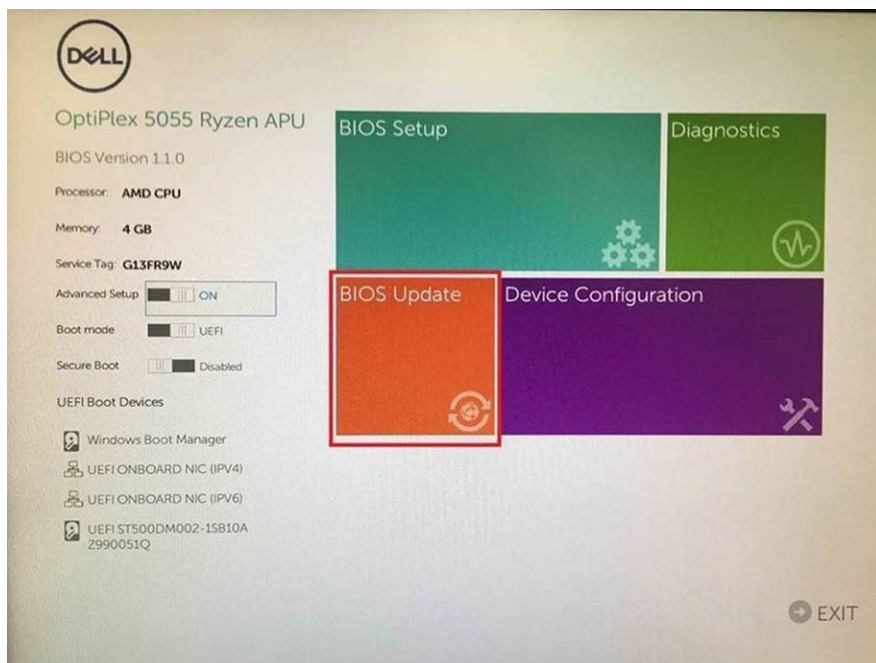 DELL
OptiPlex 5055 Ryzen APU
BIOS Version 1.1.0
Processor: AMD CPU
Memory: 4 GB
Service Tag: G13FR9W
Advanced Setup ON
Boot mode UEFI
Secure Boot Disabled
UEFI Boot Devices
Windows Boot Manager
UEFI ONBOARD NIC (IPV4)
UEFI ONBOARD NIC (IPV6)
UEFI ST500DM002-1SB10A
Z990051Q
BIOS Setup
Diagnostics
BIOS Update
Device Configuration
EXIT